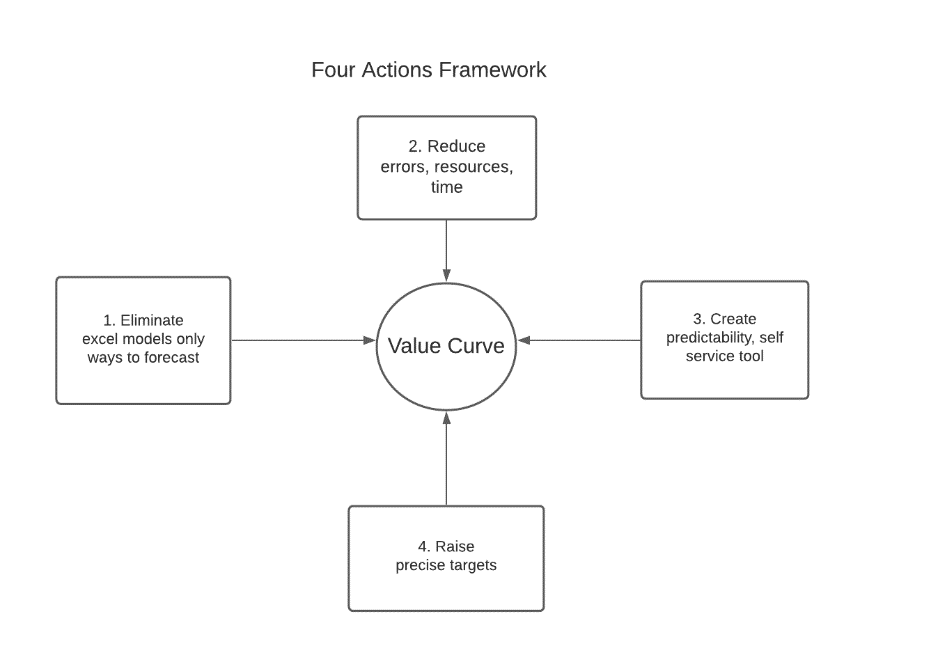 Four Actions Framework
2. Reduce
errors, resources,
time
1. Eliminate
excel models only
ways to forecast
Value Curve
3. Create
predictability, self
service tool
4. Raise
precise targets